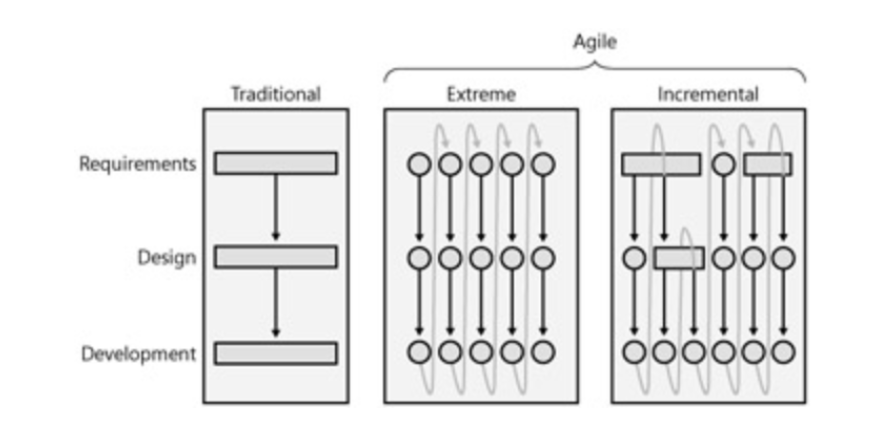 Agile
Traditional
Extreme
Incremental
Requirements
Design
Development